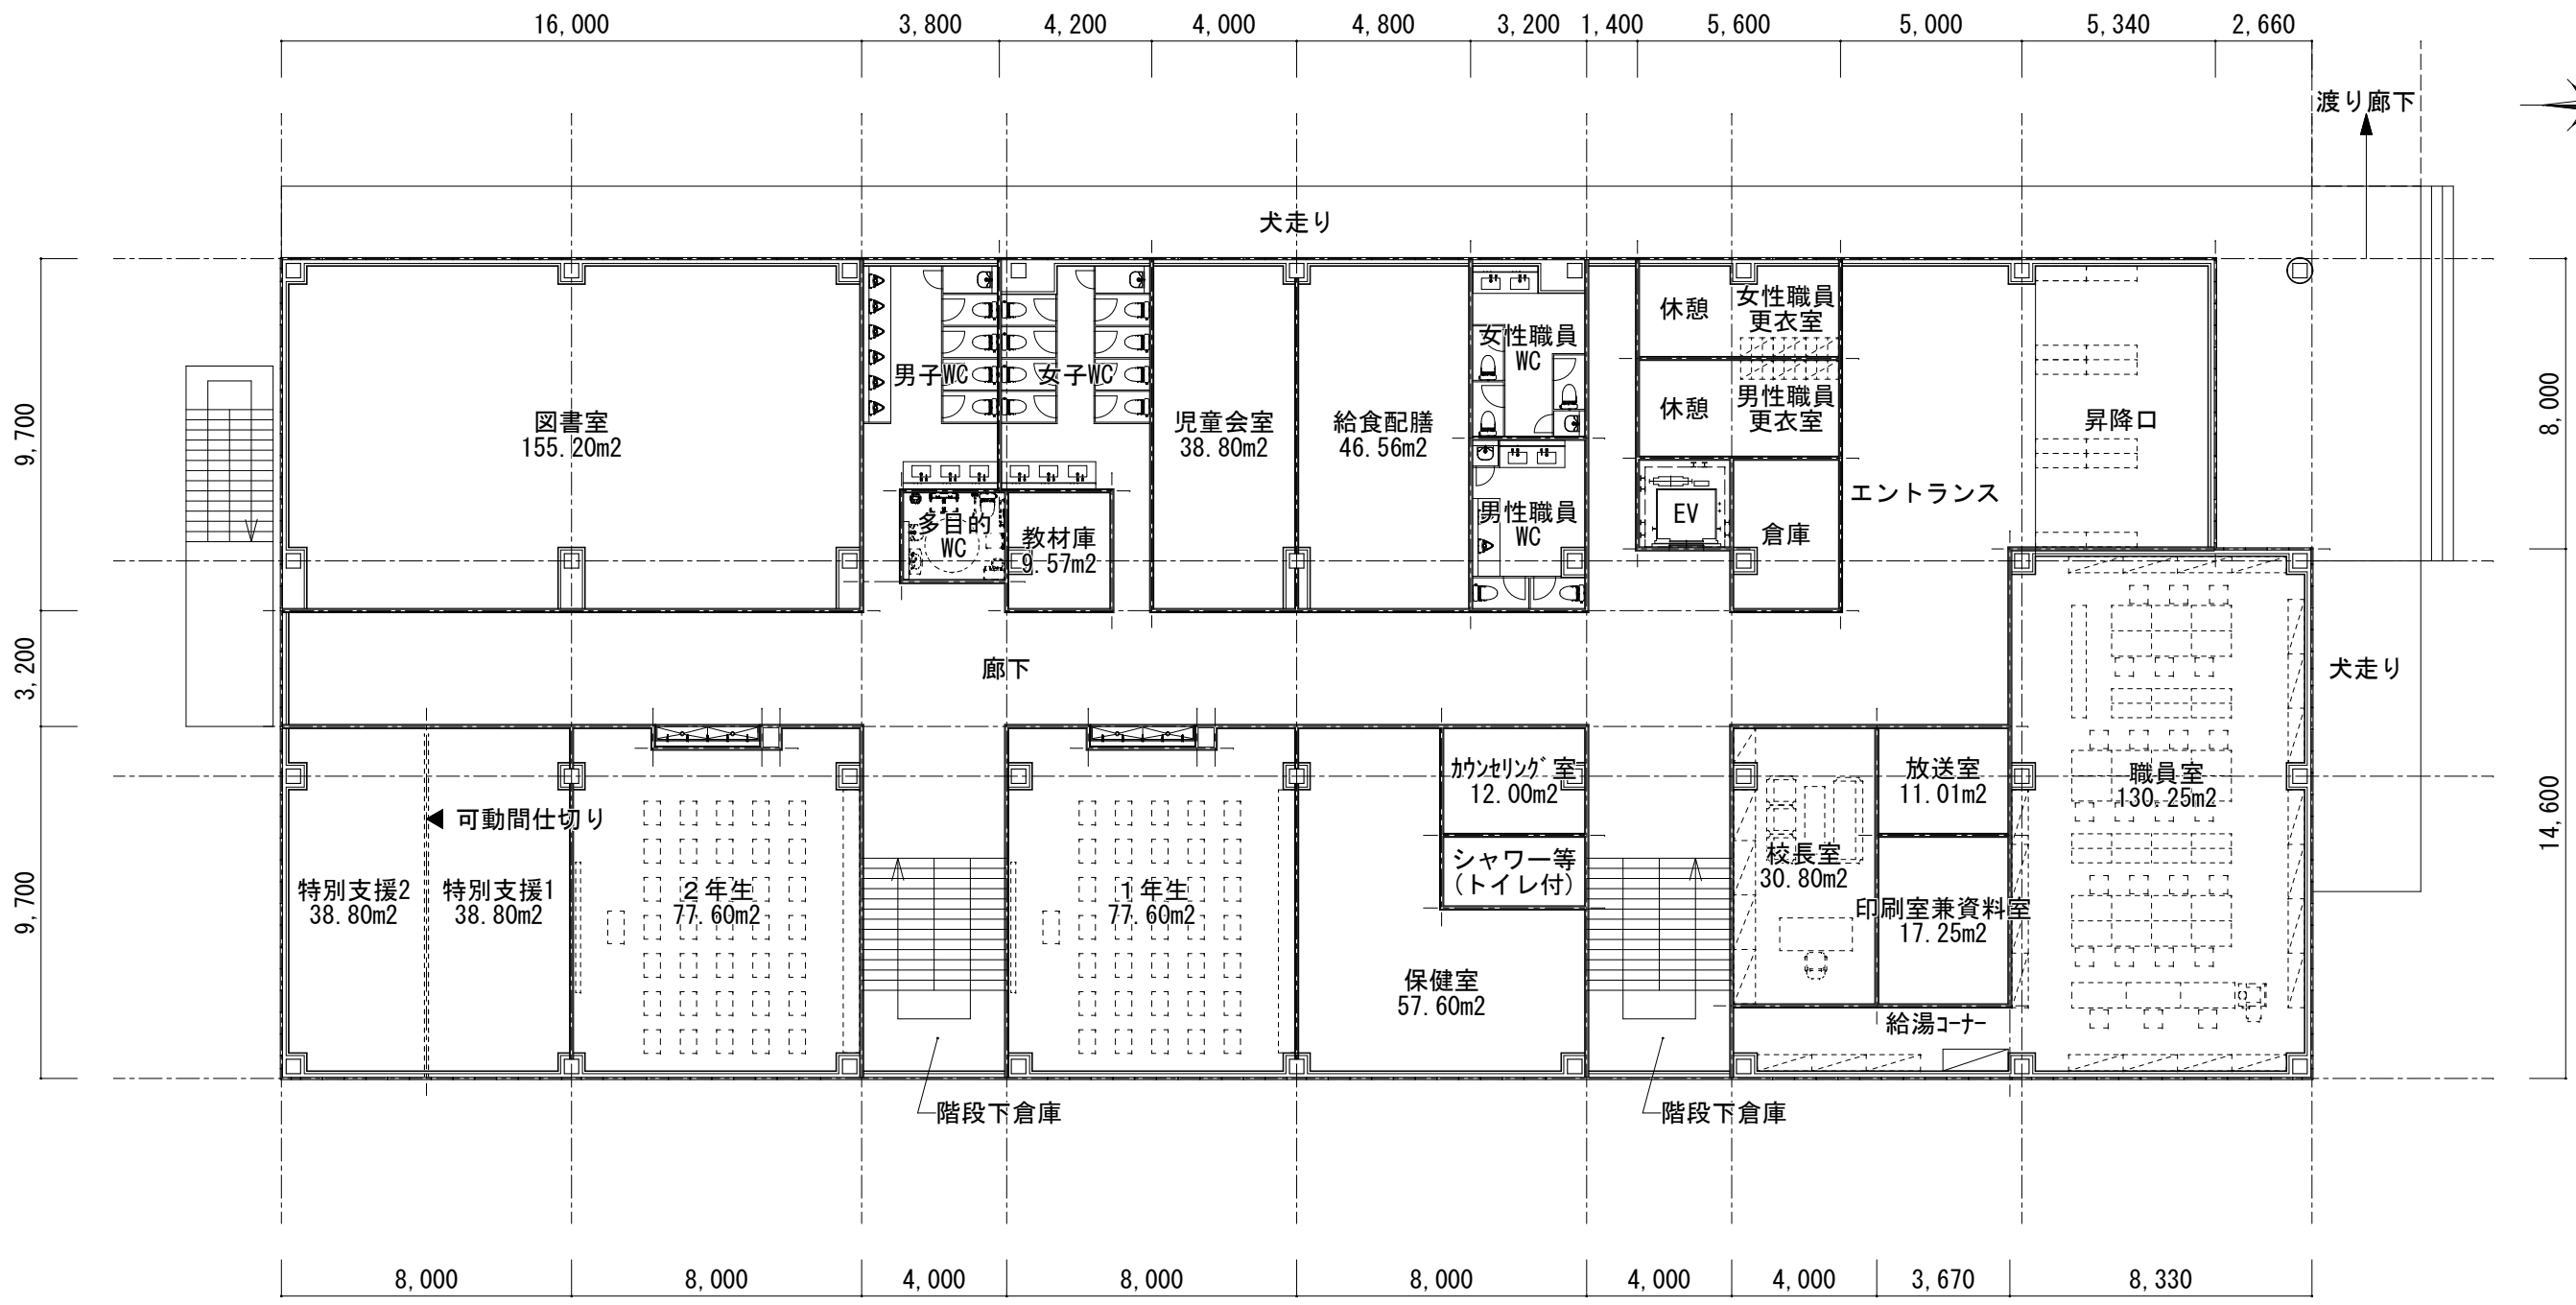 16,000
3,800
4,200
4,000
4,800
3,200
1,400
5,600
5,000
5,340
2,660
渡り廊下
犬走り
9,700
3,200
9,700
8,000
14,600
図書室
155.20m2
男子WC
女子WC
多目的
WC
教材庫
9.57m2
児童会室
38.80m2
給食配膳
46.56m2
女性職員
WC
男性職員
WC
休憩
女性職員
更衣室
休憩
男性職員
更衣室
EV
倉庫
エントランス
昇降口
廊下
犬走り
可動間仕切り
特別支援2
38.80m2
特別支援1
38.80m2
2年生
77.60m2
1年生
77.60m2
ｶｳﾝｾﾘﾝｸﾞ室
12.00m2
シャワー等
(トイレ付)
保健室
57.60m2
校長室
30.80m2
放送室
11.01m2
印刷室兼資料室
17.25m2
職員室
130.25m2
給湯ｺｰﾅｰ
階段下倉庫
階段下倉庫
8,000
8,000
4,000
8,000
8,000
4,000
4,000
3,670
8,330